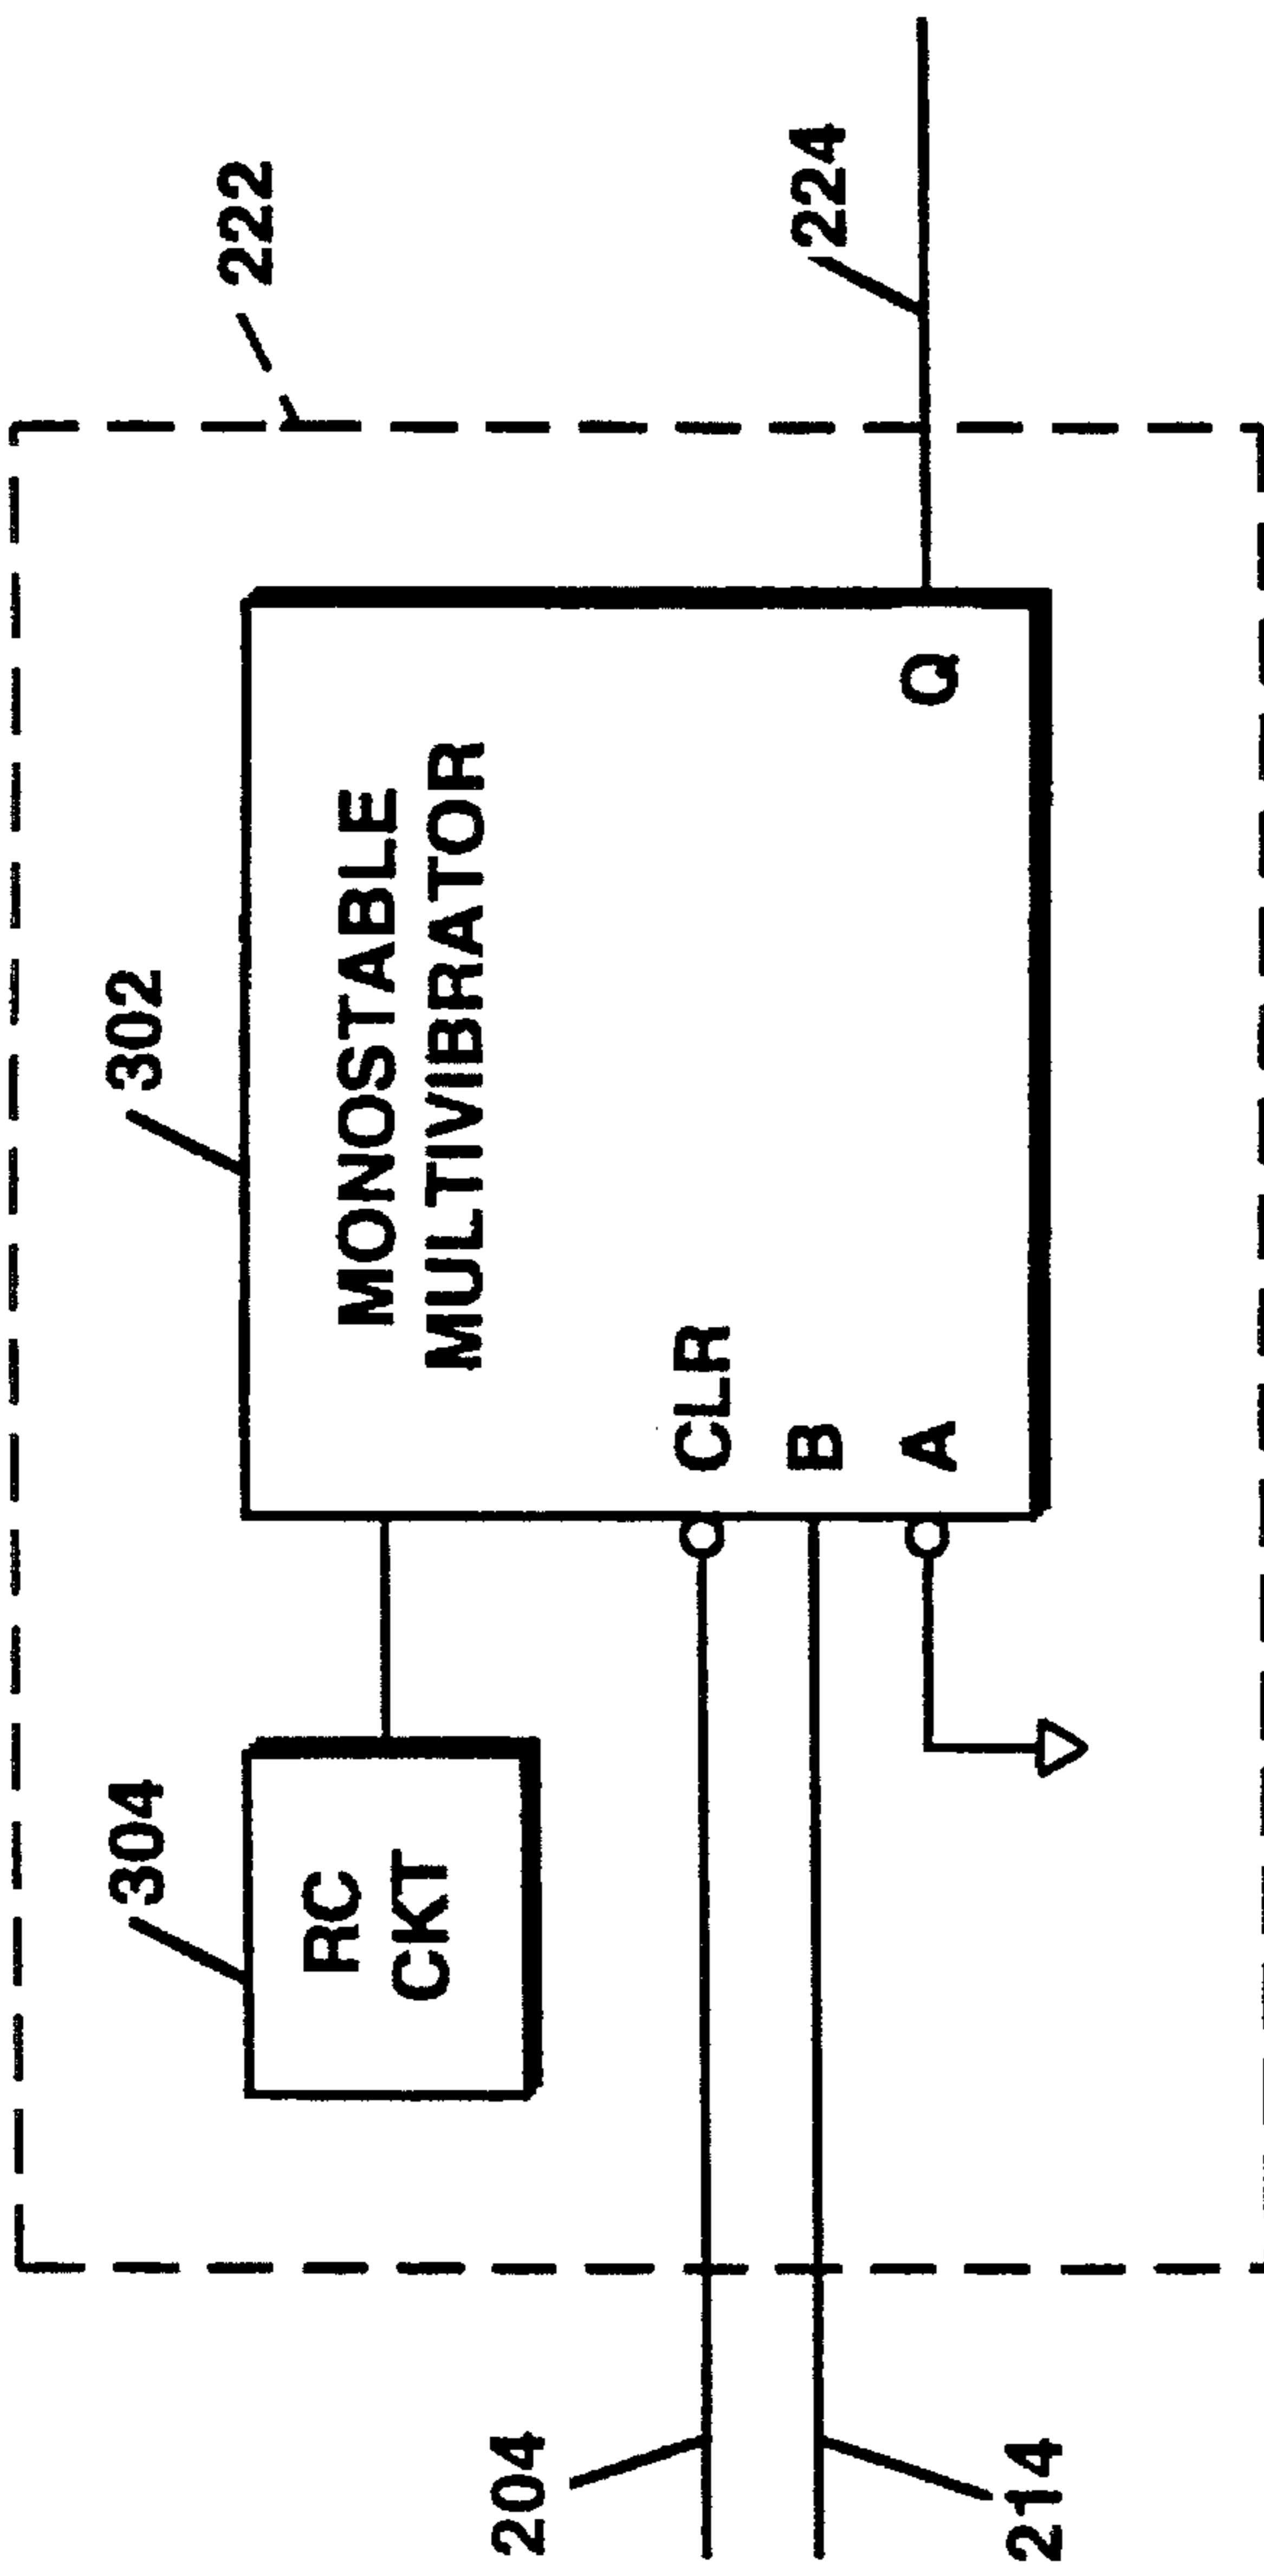 222
302
304
MONOSTABLE
MULTIVIBRATOR
RC
CKT
224
204
CLR
B
A
Q
214